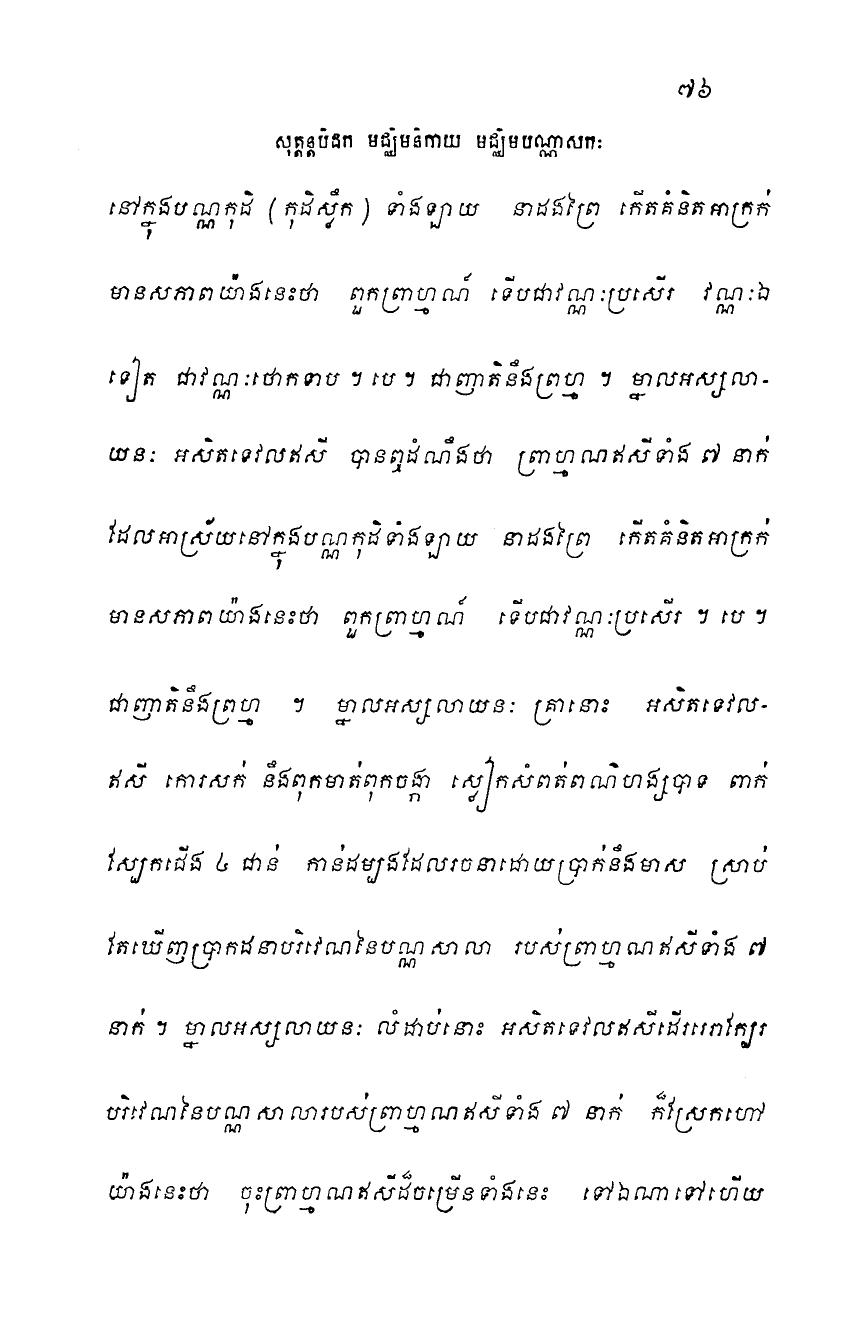 ៧៦
សុត្តន្តបិដក មជ្ឈិមនិកាយ មជ្ឈិមបណ្ណាសកៈ
នៅក្នុងបណ្ណកុដិ ( កុដិស្លឹក ) ទាំងឡាយ នាដងព្រៃ កើតគំនិតអាក្រក់
មានសភាពយ៉ាងនេះថា ពួកព្រាហ្មណ៍ ទើបជាវណ្ណៈប្រសើរ វណ្ណៈឯ
ទៀត ជាវណ្ណៈថោកទាប ។ បេ ។ ជាញាតិនឹងព្រហ្ម ។ ម្នាលអស្សលា-
យនៈ អសិតទេវលឥសី បានឮដំណឹងថា ព្រាហ្មណឥសីទាំង ៧ នាក់
ដែលអាស្រ័យនៅក្នុងបណ្ណកុដិទាំងឡាយ នាដងព្រៃ កើតគំនិតអាក្រក់
មានសភាពយ៉ាងនេះថា ពួកព្រាហ្មណ៍ ទើបជាវណ្ណៈប្រសើរ ។ បេ ។
ជាញាតិនឹងព្រហ្ម ។ ម្នាលអស្សលាយនៈ គ្រានោះ អសិតទេវល-
ឥសី កោរសក់ នឹងពុកមាត់ពុកចង្កា ស្លៀកសំពត់ពណ៌ហង្សបាទ ពាក់
ស្បែកជើង ៤ ជាន់ កាន់ដម្បងដែលរចនាដោយប្រាក់នឹងមាស ស្រាប់
តែឃើញប្រាកដនាបរិវេណនៃបណ្ណសាលា របស់ព្រាហ្មណឥសីទាំង ៧
នាក់ ។ ម្នាលអស្សលាយនៈ លំដាប់នោះ អសិតទេវលឥសីដើររេរាក្បែរ
បរិវេណនៃបណ្ណសាលារបស់ព្រាហ្មណឥសីទាំង ៧ នាក់ ក៏ស្រែកហៅ
យ៉ាងនេះថា ចុះព្រាហ្មណឥសីដ៏ចម្រើនទាំងនេះ ទៅឯណាទៅហើយ